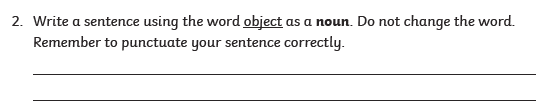 2. Write a sentence using the word object as a noun. Do not change the word.
Remember to punctuate your sentence correctly.